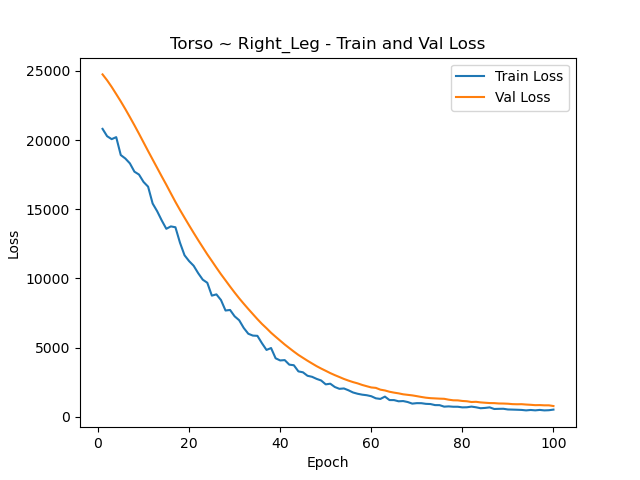 Torso ~ Right_Leg - Train and Val Loss
Train Loss
Val Loss
25000
20000
15000
10000
5000
0
Loss
0 20 40 60 80 100
Epoch